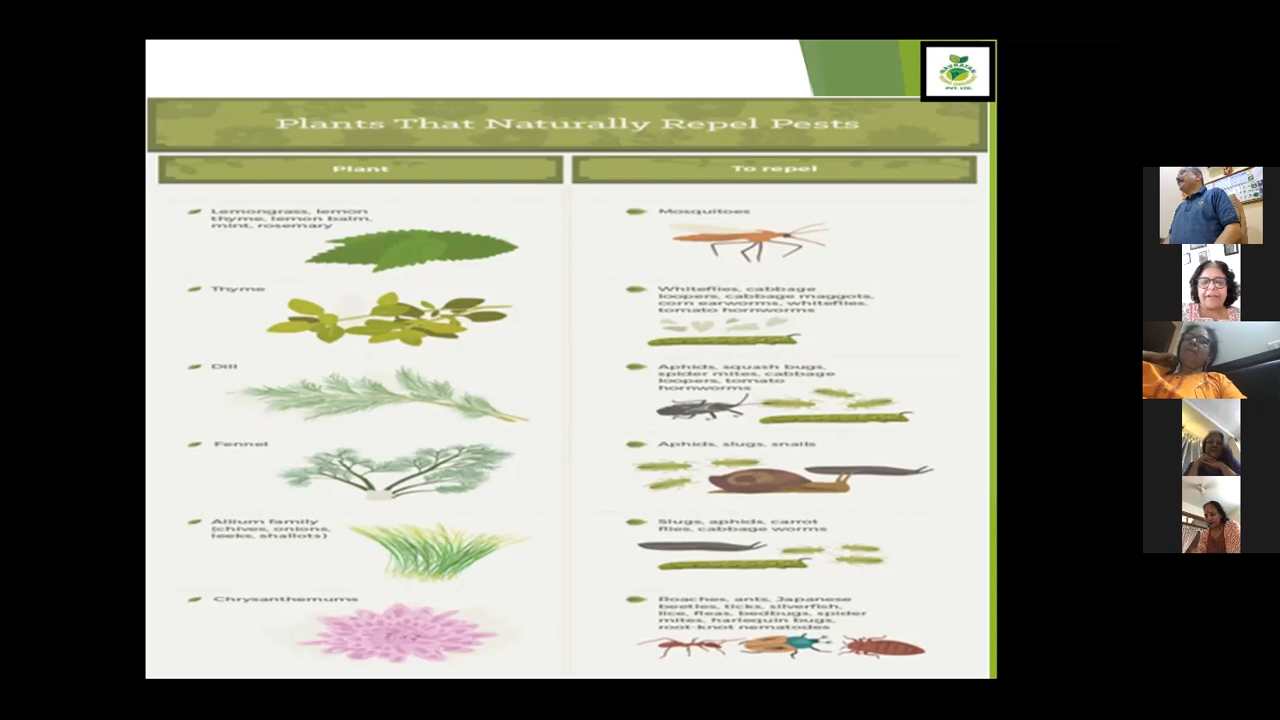 PVT. LTD.
Plants That Naturally Repel Pests
Plant
To repel
Lemongrass, lemon
thyme, lemon balm,
mint, rosemary
Mosquitoes
Thyme
Whiteflies, cabbage
loopers, cabbage maggots,
corn earworms, whiteflies,
tomato hornworms
Dill
Aphids, squash bugs,
spider mites, cabbage
loopers, tomato
hornworms
Fennel
Aphids, slugs, snails
Allium family
(chives, onions,
leeks, shallots)
Slugs, aphids, carrot
flies, cabbage worms
Chrysanthemums
Roaches, ants, Japanese
beetles, ticks, silverfish,
lice, fleas, bedbugs, spider
mites, harlequin bugs,
root-knot nematodes